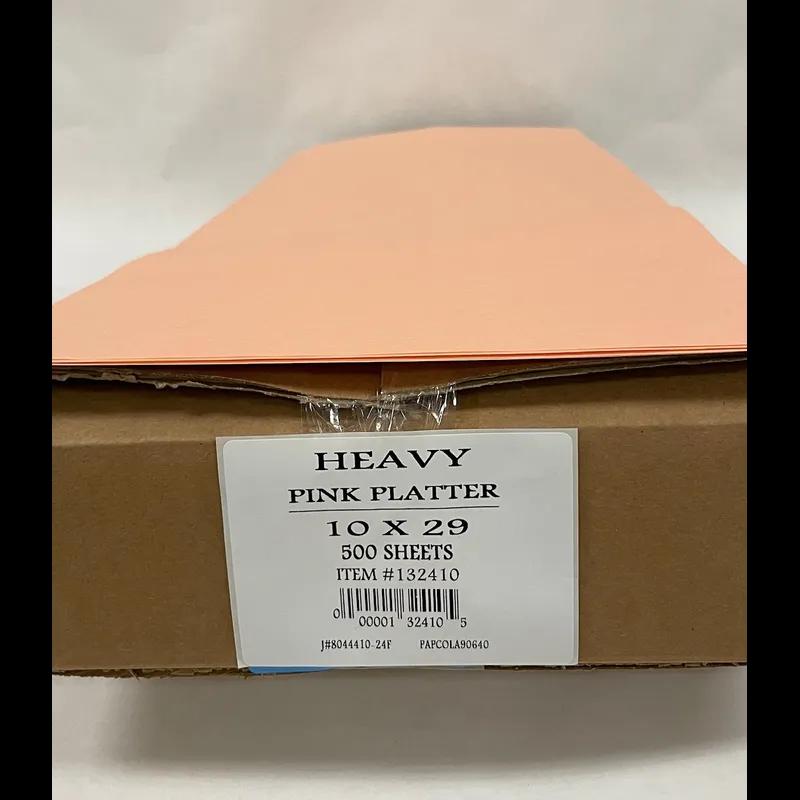 HEAVY
PINK PLATTER
10 X 29
500 SHEETS
ITEM #132410
0 00001 32410 5
J#8044410-24F PAPCOLA90640